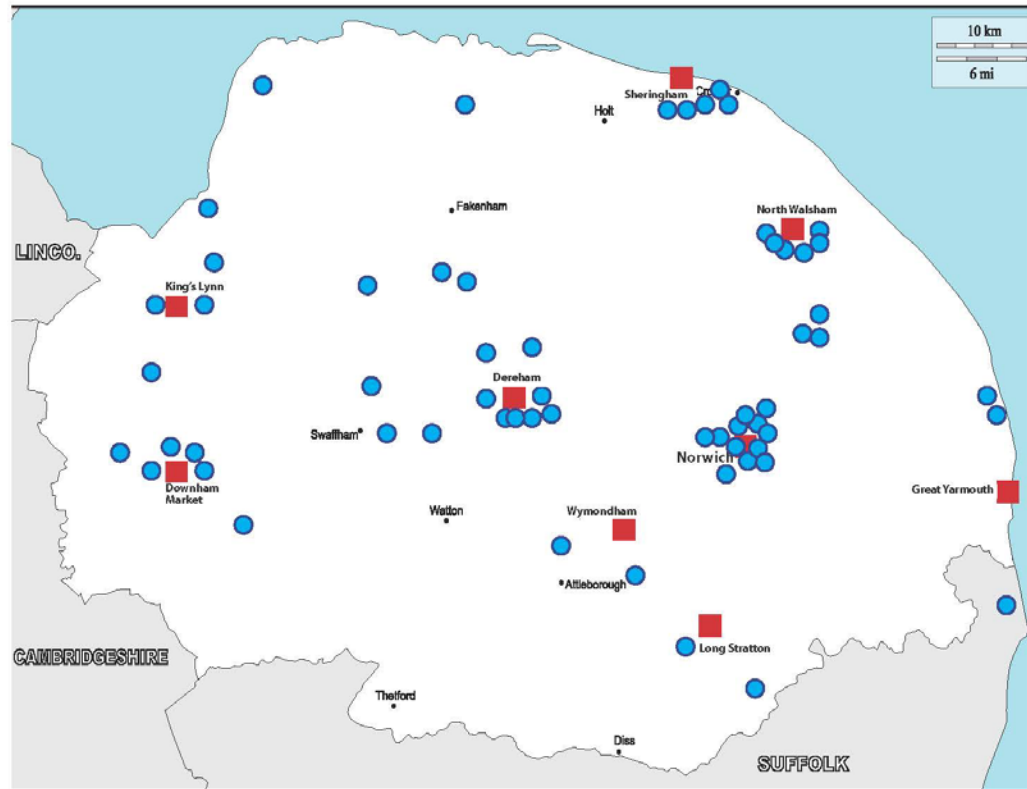 10 km
6 mi
Sheringham
Holt
Fakenham
North Walsham
LINCO.
King's Lynn
Dereham
Swaffham
Norwich
Downham
Market
Great Yarmouth
Watton
Wymondham
Attleborough
Long Stratton
CAMBRIDGESHIRE
Thetford
Diss
SUFFOLK